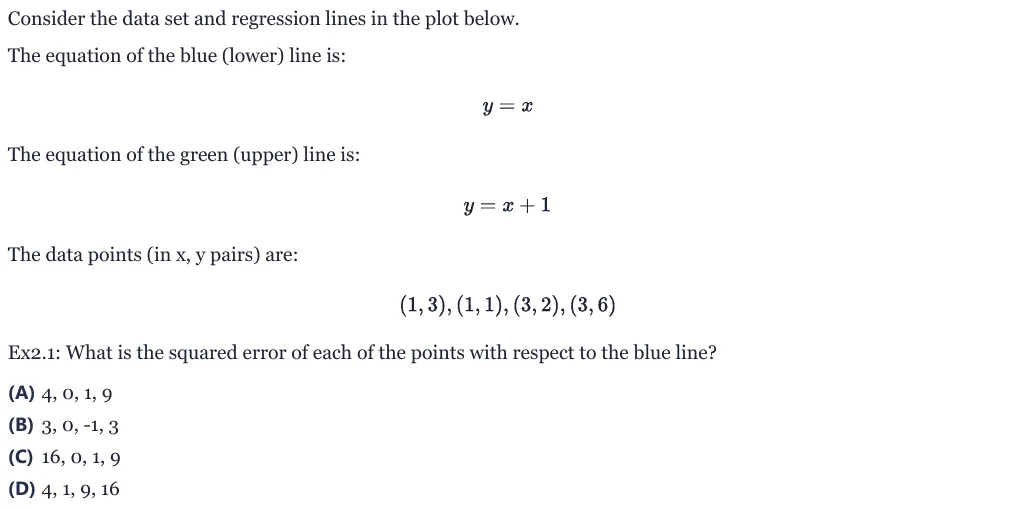 Consider the data set and regression lines in the plot below.
The equation of the blue (lower) line is:
y = x
The equation of the green (upper) line is:
y = x + 1
The data points (in x, y pairs) are:
(1, 3), (1, 1), (3, 2), (3, 6)
Ex2.1: What is the squared error of each of the points with respect to the blue line?
(A) 4, 0, 1, 9
(B) 3, 0, -1, 3
(C) 16, 0, 1, 9
(D) 4, 1, 9, 16